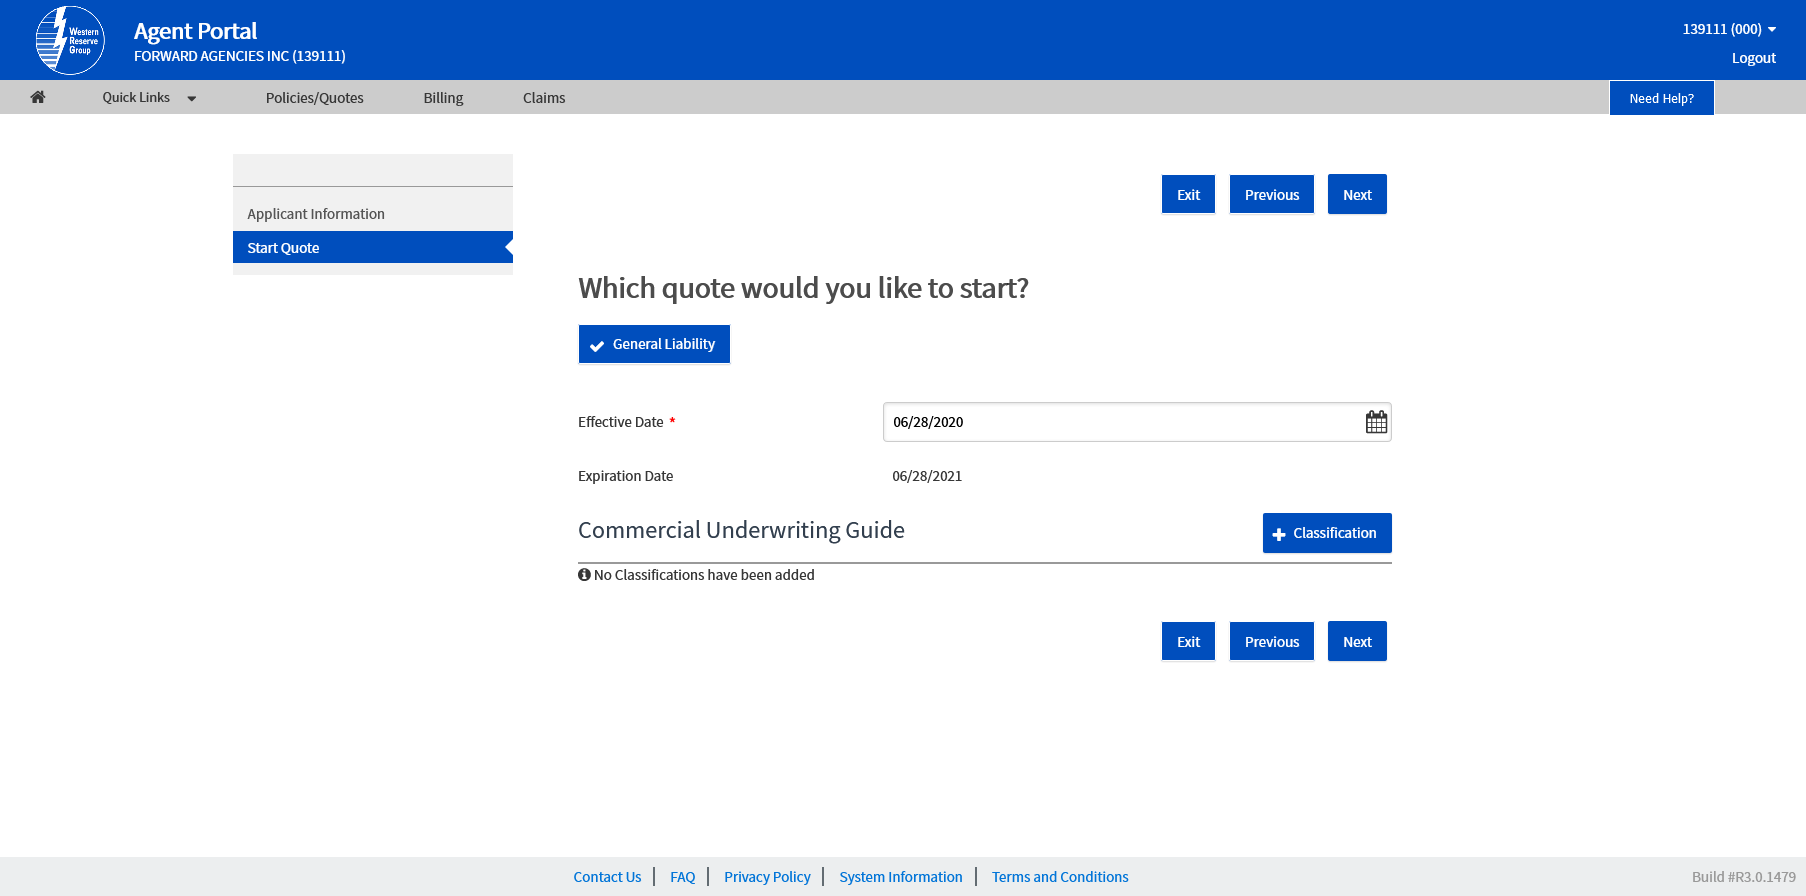 Western
Reserve
Group
Agent Portal
FORWARD AGENCIES INC (139111)
139111 (000)
Logout
Quick Links
Policies/Quotes
Billing
Claims
Need Help?
Applicant Information
Start Quote
Exit
Previous
Next
Which quote would you like to start?
General Liability
Effective Date *
06/28/2020
Expiration Date
06/28/2021
Commercial Underwriting Guide
Classification
No Classifications have been added
Exit
Previous
Next
Contact Us
FAQ
Privacy Policy
System Information
Terms and Conditions
Build #R3.0.1479